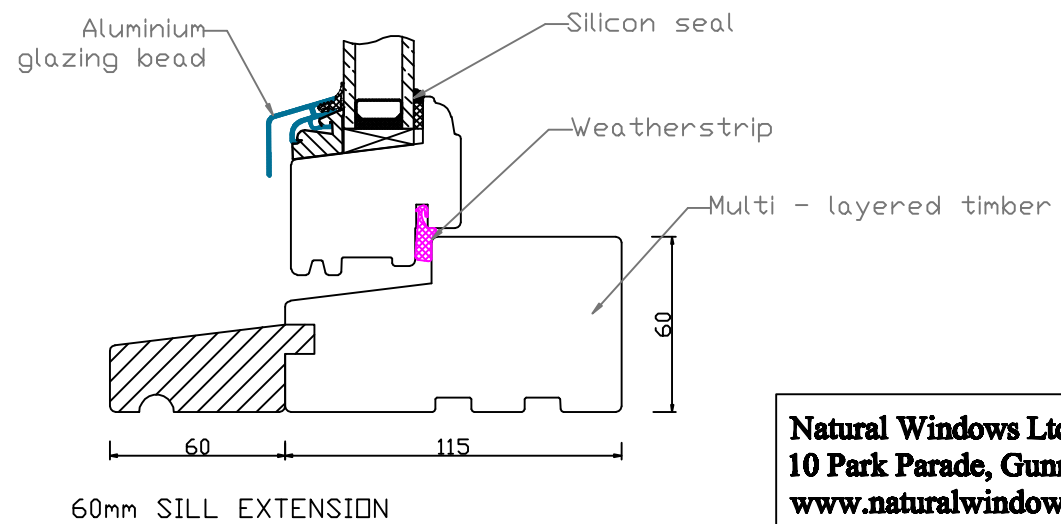 Aluminium
glazing bead
Silicon seal
Weatherstrip
Multi - layered timber
60
60
115
60mm SILL EXTENSION
Natural Windows Ltd
10 Park Parade,